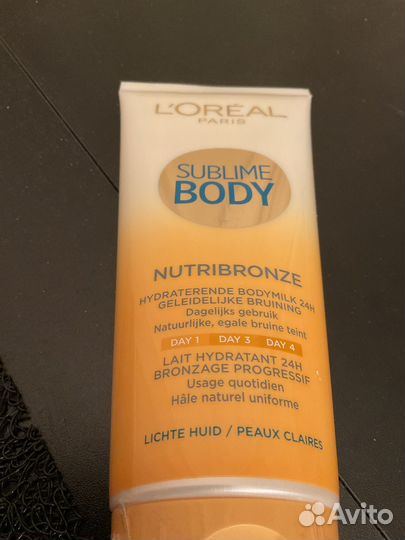 L'ORÉAL
PARIS
SUBLIME
BODY
NUTRIBRONZE
HYDRATERENDE BODYMILK 24H
GELEIDELIJKE BRUINING
Dagelijks gebruik
Natuurlijke, egale bruine teint
DAY 1 DAY 3 DAY 4
LAIT HYDRATANT 24H
BRONZAGE PROGRESSIF
Usage quotidien
Hâle naturel uniforme
LICHTE HUID / PEAUX CLAIRES
Avito